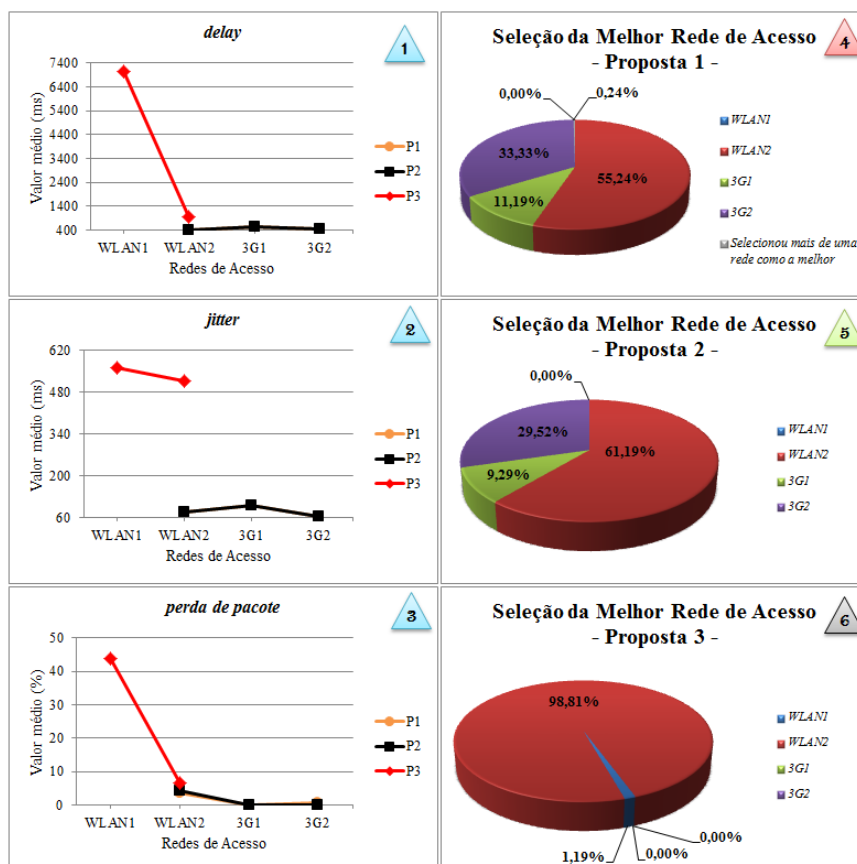 delay
1
Valor médio (ms)
7400
6400
5400
4400
3400
2400
1400
400
WLAN1 WLAN2 3G1 3G2
Redes de Acesso
P1
P2
P3
Seleção da Melhor Rede de Acesso
- Proposta 1 -
4
0,00%
0,24%
33,33%
55,24%
11,19%
WLAN1
WLAN2
3G1
3G2
Selecionou mais de uma
rede como a melhor
jitter
2
Valor médio (ms)
620
480
340
200
60
WLAN1 WLAN2 3G1 3G2
Redes de Acesso
P1
P2
P3
Seleção da Melhor Rede de Acesso
- Proposta 2 -
5
0,00%
29,52%
61,19%
9,29%
WLAN1
WLAN2
3G1
3G2
perda de pacote
3
Valor médio (%)
50
40
30
20
10
0
WLAN1 WLAN2 3G1 3G2
Redes de Acesso
P1
P2
P3
Seleção da Melhor Rede de Acesso
- Proposta 3 -
6
98,81%
WLAN1
WLAN2
3G1
3G2
0,00%
1,19%
0,00%